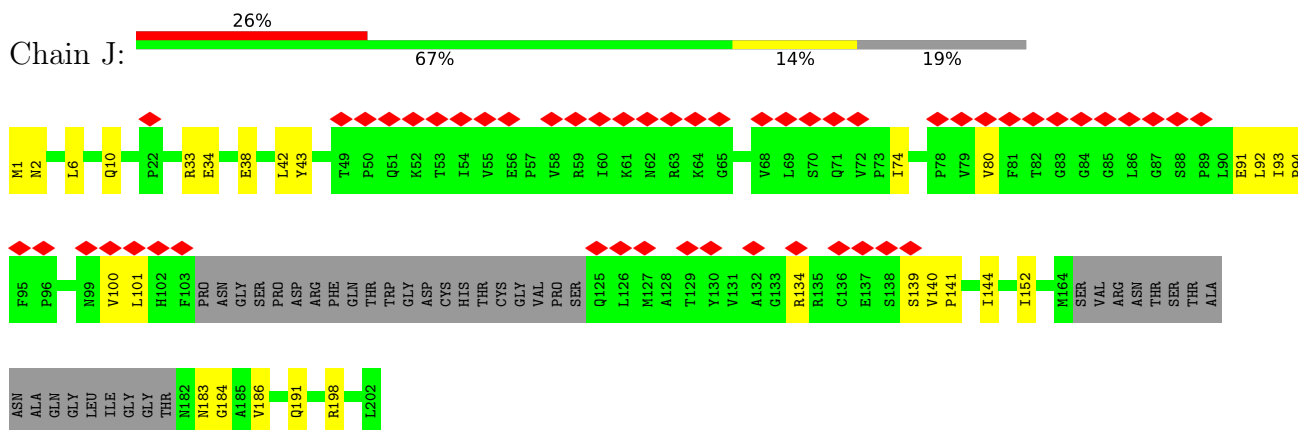 26%
Chain J:
67% 14% 19%
M1 N2 L6 Q10 P22 R33 E34 E38 L42 Y43 T49 P50 Q51 K52 T53 I54 V55 E56 P57 V58 R59 I60 K61 N62 R63 K64 G65 V68 L69 S70 Q71 V72 P73 I74 P78 V79 V80 F81 T82 G83 G84 G85 L86 G87 S88 P89 L90 E91 L92 I93
F95 P96 N99 V100 L101 H102 F103 PRO ASN GLY SER PRO ASP ARG PHE GLN THR TRP GLY ASP CYS HIS THR CYS GLY VAL PRO SER Q125 L126 M127 A128 T129 Y130 V131 A132 G133 R134 R135 C136 E137 S138 S139 V140 P141 I144 I152 M164 SER VAL ARG ASN THR SER THR ALA
ASN ALA GLN GLY LEU ILE GLY GLY THR N182 N183 G184 A185 V186 Q191 R198 L202